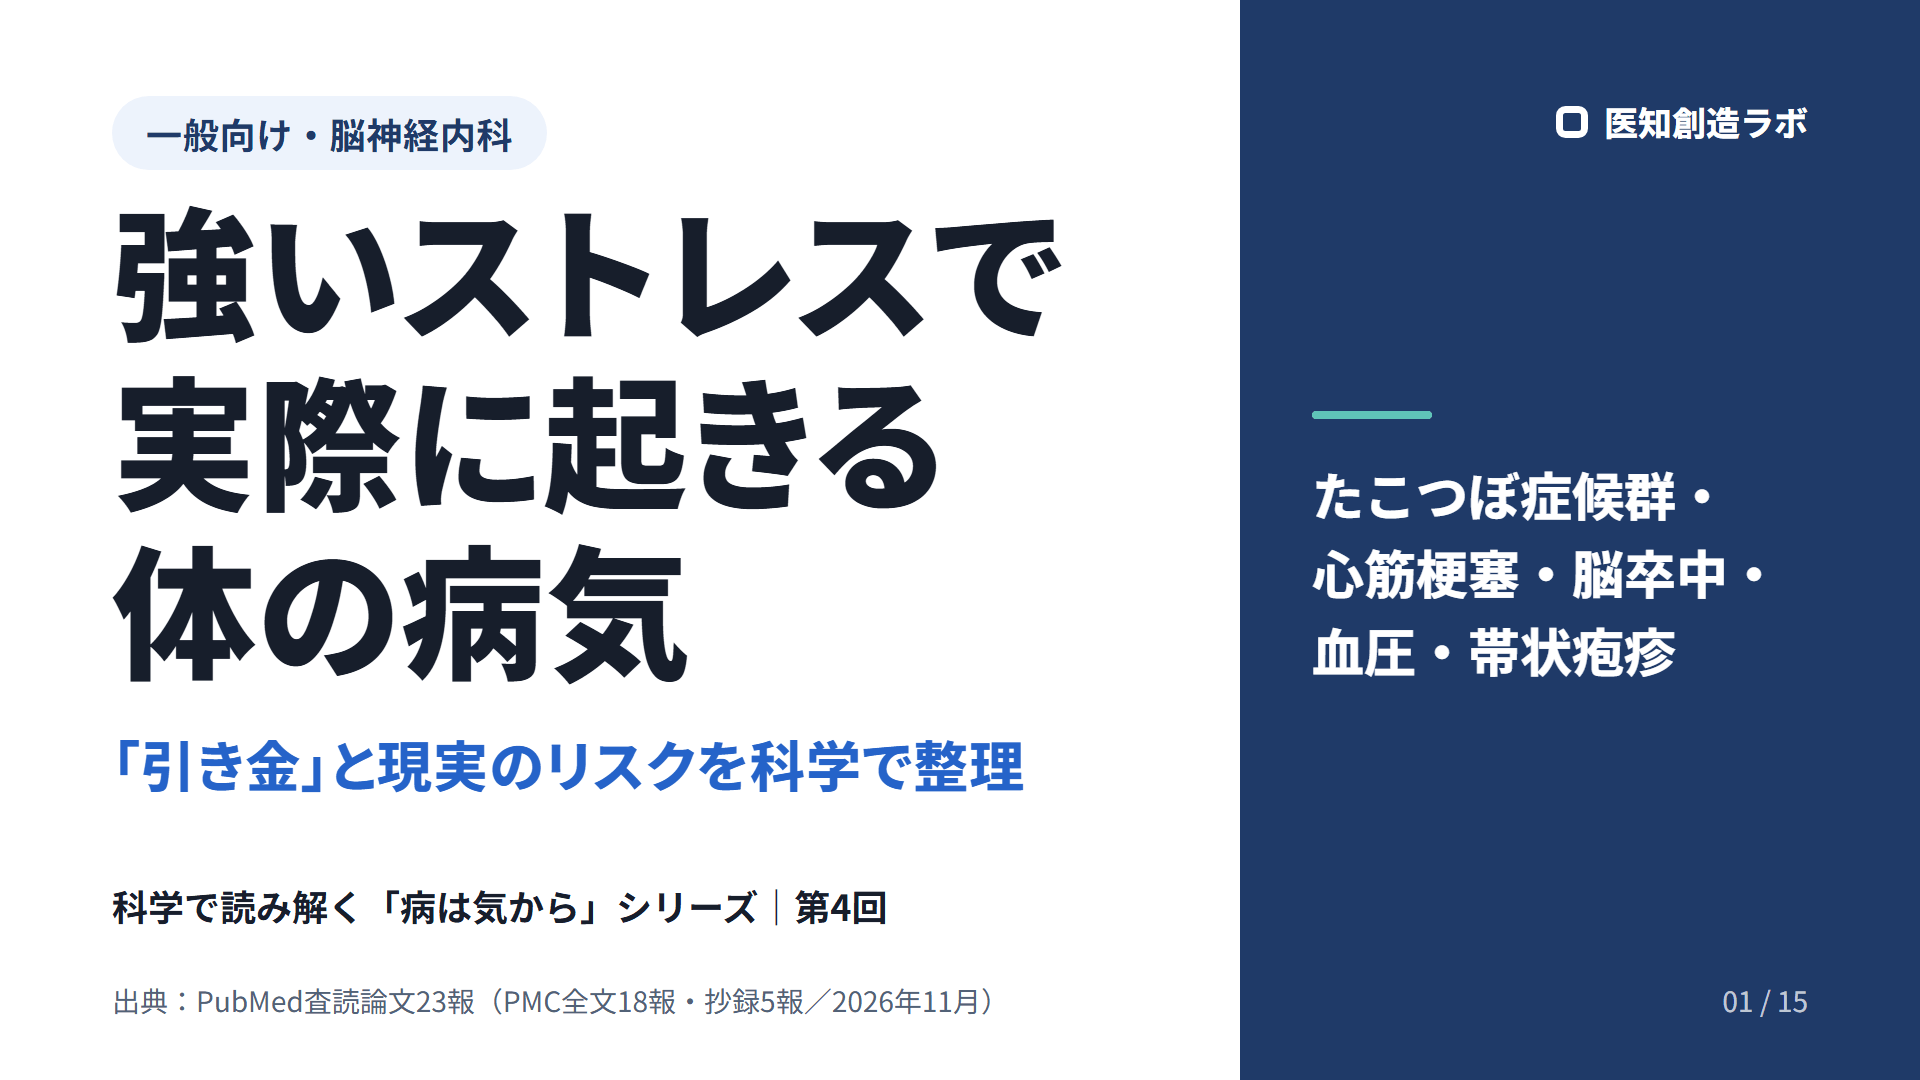 一般向け・脳神経内科
強いストレスで
実際に起きる
体の病気
「引き金」と現実のリスクを科学で整理
科学で読み解く「病は気から」シリーズ｜第4回
出典：PubMed査読論文23報（PMC全文18報・抄録5報／2026年11月）
医知創造ラボ
たこつぼ症候群・
心筋梗塞・脳卒中・
血圧・帯状疱疹
01 / 15